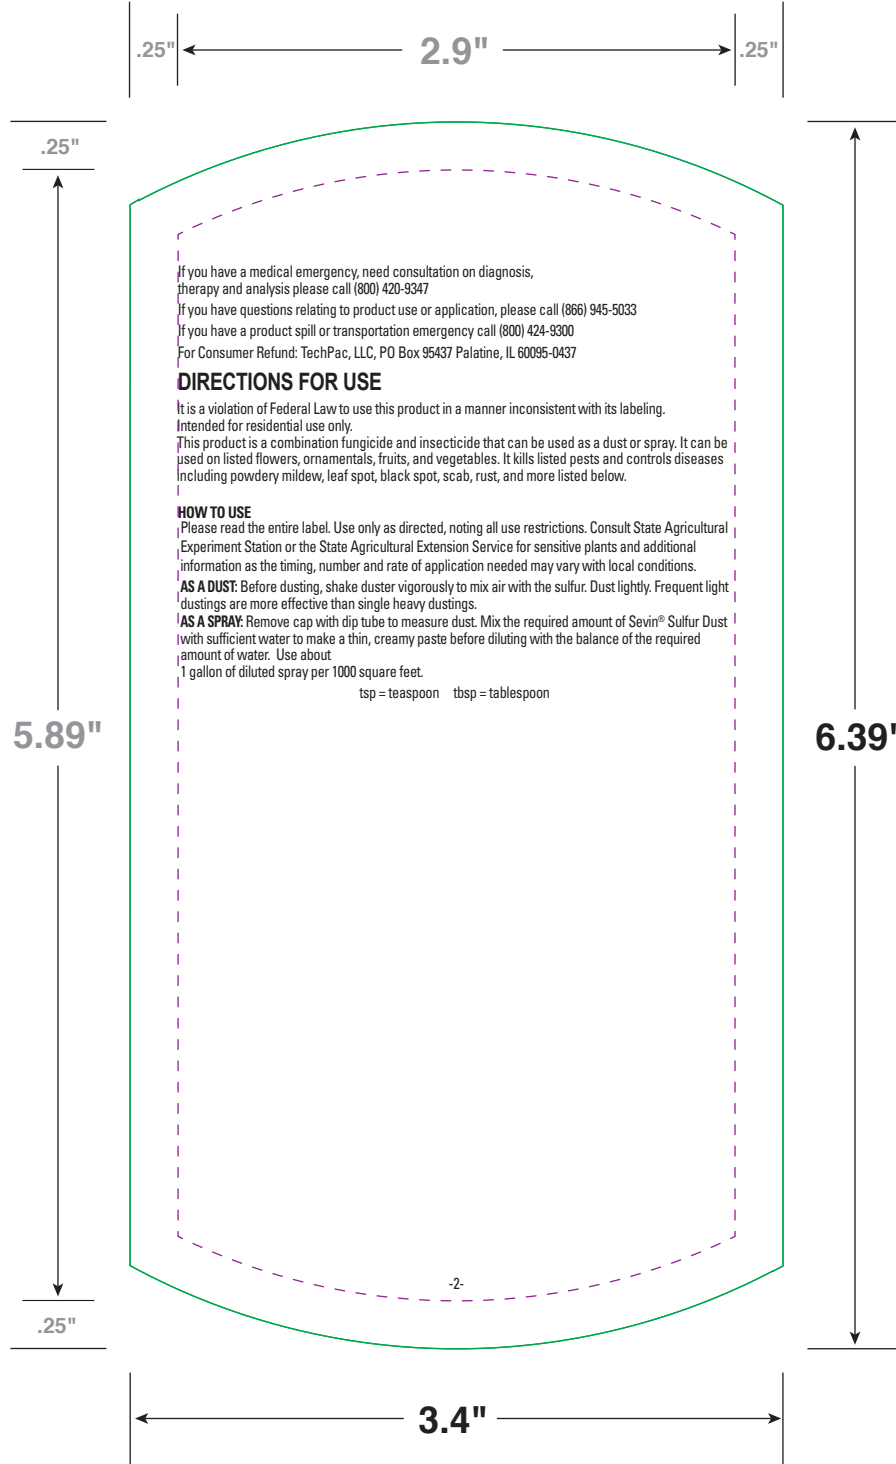 .25"
2.9"
.25"
.25"
If you have a medical emergency, need consultation on diagnosis,
therapy and analysis please call (800) 420-9347
If you have questions relating to product use or application, please call (866) 945-5033
If you have a product spill or transportation emergency call (800) 424-9300
For Consumer Refund: TechPac, LLC, PO Box 95437 Palatine, IL 60095-0437
DIRECTIONS FOR USE
It is a violation of Federal Law to use this product in a manner inconsistent with its labeling.
Intended for residential use only.
This product is a combination fungicide and insecticide that can be used as a dust or spray. It can be
used on listed flowers, ornamentals, fruits, and vegetables. It kills listed pests and controls diseases
including powdery mildew, leaf spot, black spot, scab, rust, and more listed below.
HOW TO USE
Please read the entire label. Use only as directed, noting all use restrictions. Consult State Agricultural
Experiment Station or the State Agricultural Extension Service for sensitive plants and additional
information as the timing, number and rate of application needed may vary with local conditions.
AS A DUST: Before dusting, shake duster vigorously to mix air with the sulfur. Dust lightly. Frequent light
dustings are more effective than single heavy dustings.
AS A SPRAY: Remove cap with dip tube to measure dust. Mix the required amount of Sevin® Sulfur Dust
with sufficient water to make a thin, creamy paste before diluting with the balance of the required
amount of water.  Use about
1 gallon of diluted spray per 1000 square feet.
tsp = teaspoon    tbsp = tablespoon
5.89"
6.39"
-2-
.25"
3.4"